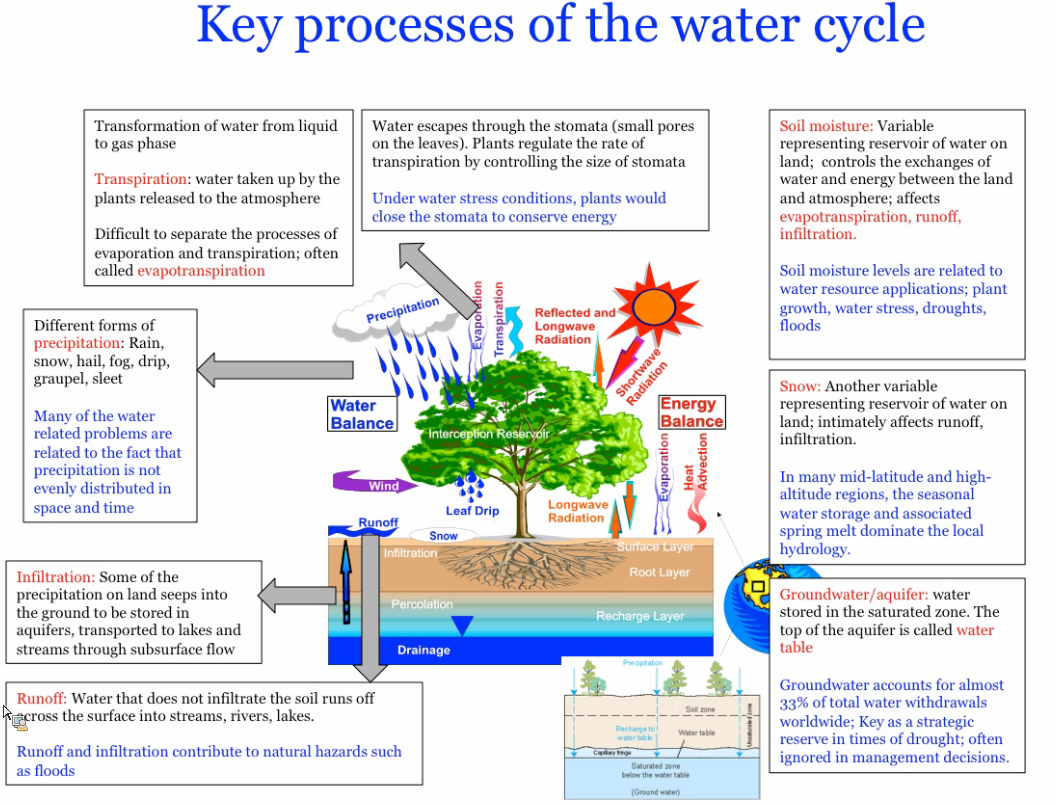 Key processes of the water cycle
Transformation of water from liquid
to gas phase
Transpiration: water taken up by the
plants released to the atmosphere
Difficult to separate the processes of
evaporation and transpiration; often
called evapotranspiration
Water escapes through the stomata (small pores
on the leaves). Plants regulate the rate of
transpiration by controlling the size of stomata
Under water stress conditions, plants would
close the stomata to conserve energy
Soil moisture: Variable
representing reservoir of water on
land; controls the exchanges of
water and energy between the land
and atmosphere; affects
evapotranspiration, runoff,
infiltration.
Soil moisture levels are related to
water resource applications; plant
growth, water stress, droughts,
floods
Different forms of
precipitation: Rain,
snow, hail, fog, drip,
graupel, sleet
Many of the water
related problems are
related to the fact that
precipitation is not
evenly distributed in
space and time
Precipitation
Evaporation
Transpiration
Reflected and
Longwave
Radiation
Shortwave
Radiation
Water
Balance
Energy
Balance
Interception Reservoir
Evaporation
Heat
Advection
Wind
Leaf Drip
Longwave
Radiation
Runoff
Snow
Infiltration
Surface Layer
Root Layer
Percolation
Recharge Layer
Drainage
Snow: Another variable
representing reservoir of water on
land; intimately affects runoff,
infiltration.
In many mid-latitude and high-
altitude regions, the seasonal
water storage and associated
spring melt dominate the local
hydrology.
Infiltration: Some of the
precipitation on land seeps into
the ground to be stored in
aquifers, transported to lakes and
streams through subsurface flow
Groundwater/aquifer: water
stored in the saturated zone. The
top of the aquifer is called water
table
Groundwater accounts for almost
33% of total water withdrawals
worldwide; Key as a strategic
reserve in times of drought; often
ignored in management decisions.
Runoff: Water that does not infiltrate the soil runs off
across the surface into streams, rivers, lakes.
Runoff and infiltration contribute to natural hazards such
as floods
Precipitation
Soil zone
Unsaturated zone
Recharge to
water table
Water table
Capillary fringe
Saturated zone
below the water table
(Ground water)